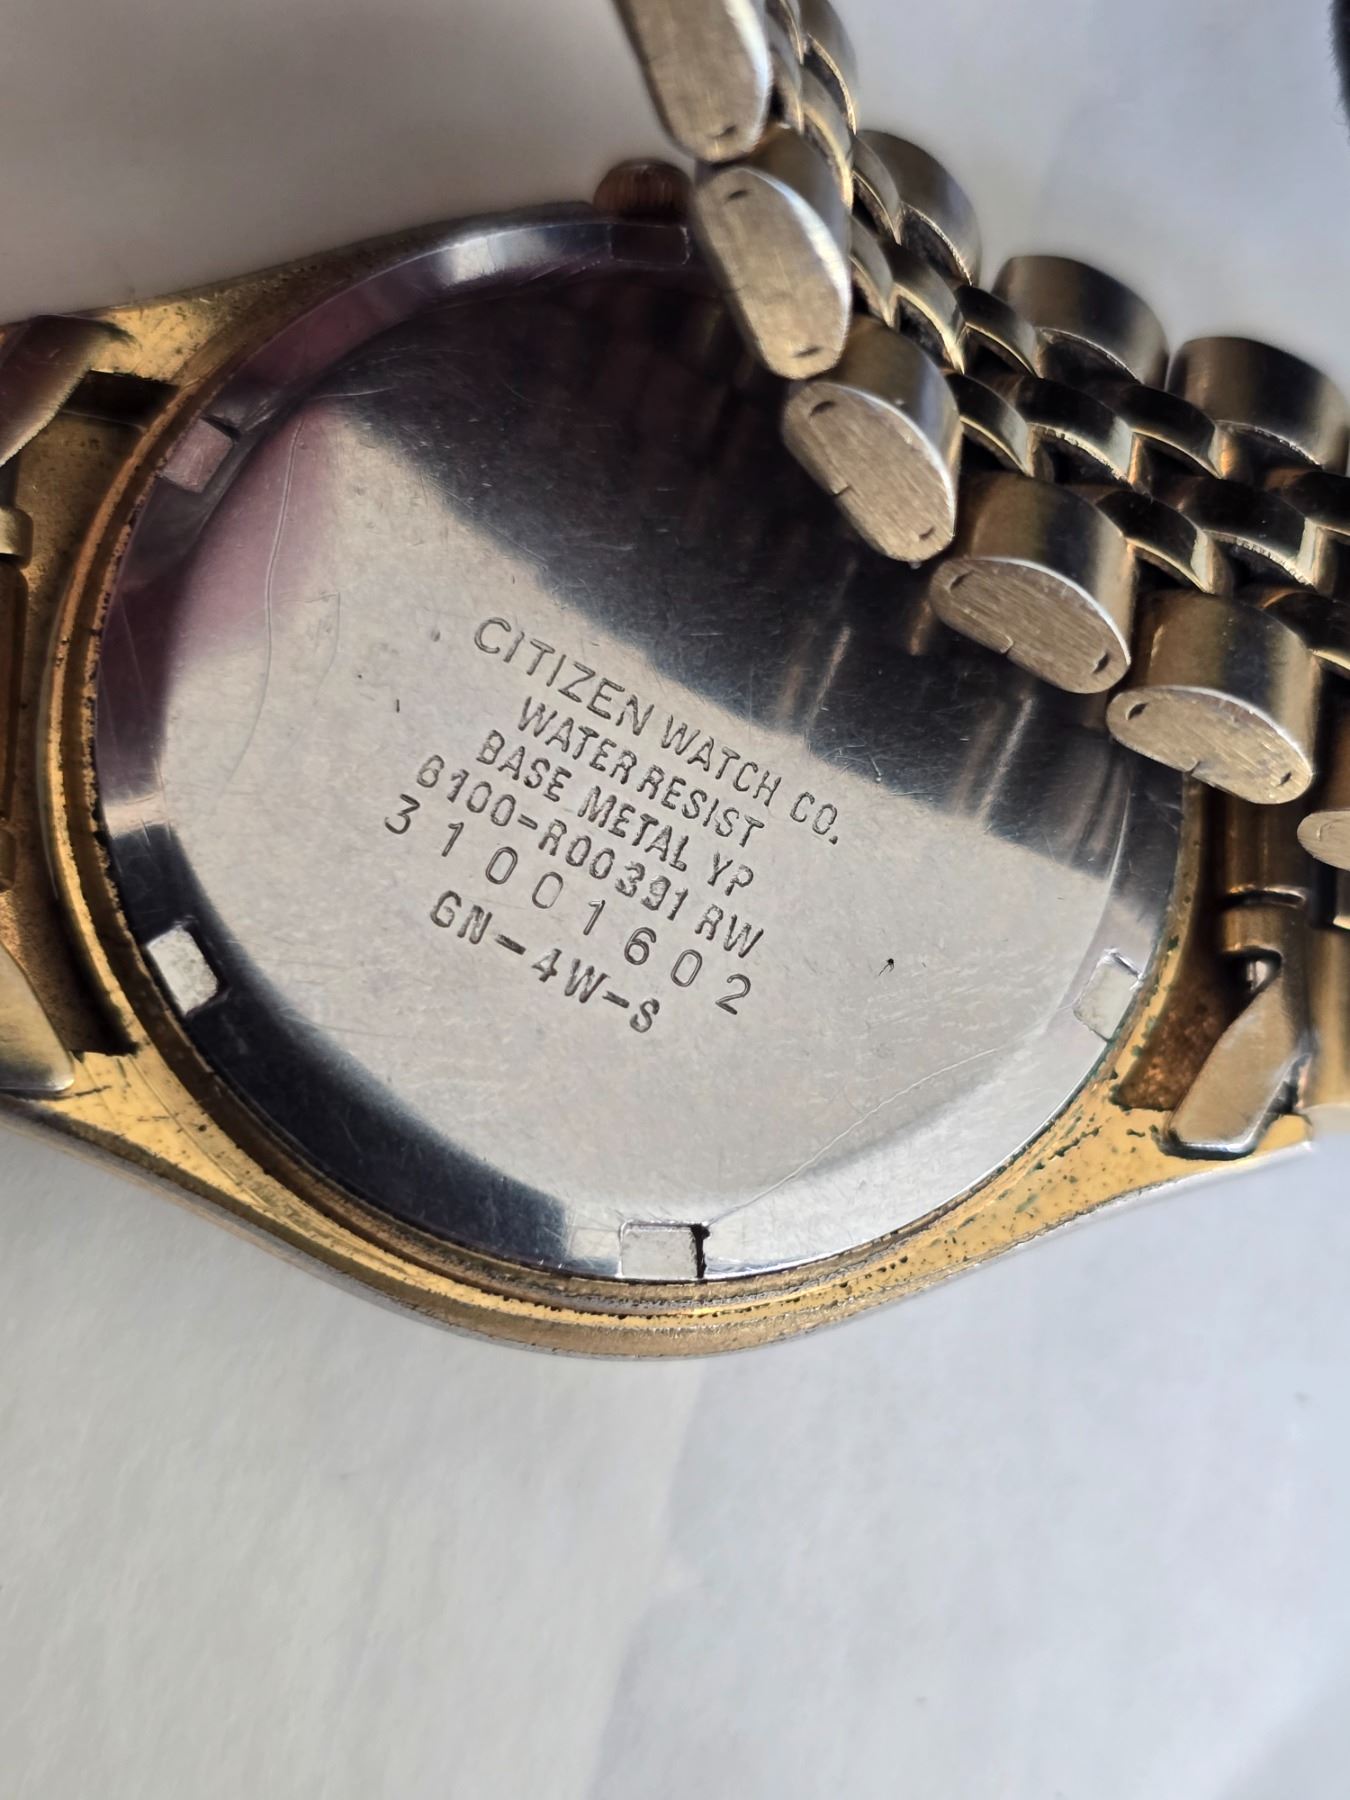 CITIZEN WATCH CO.
WATER RESIST
BASE METAL YP
6100-R00391 RW
31001602
GN-4W-S